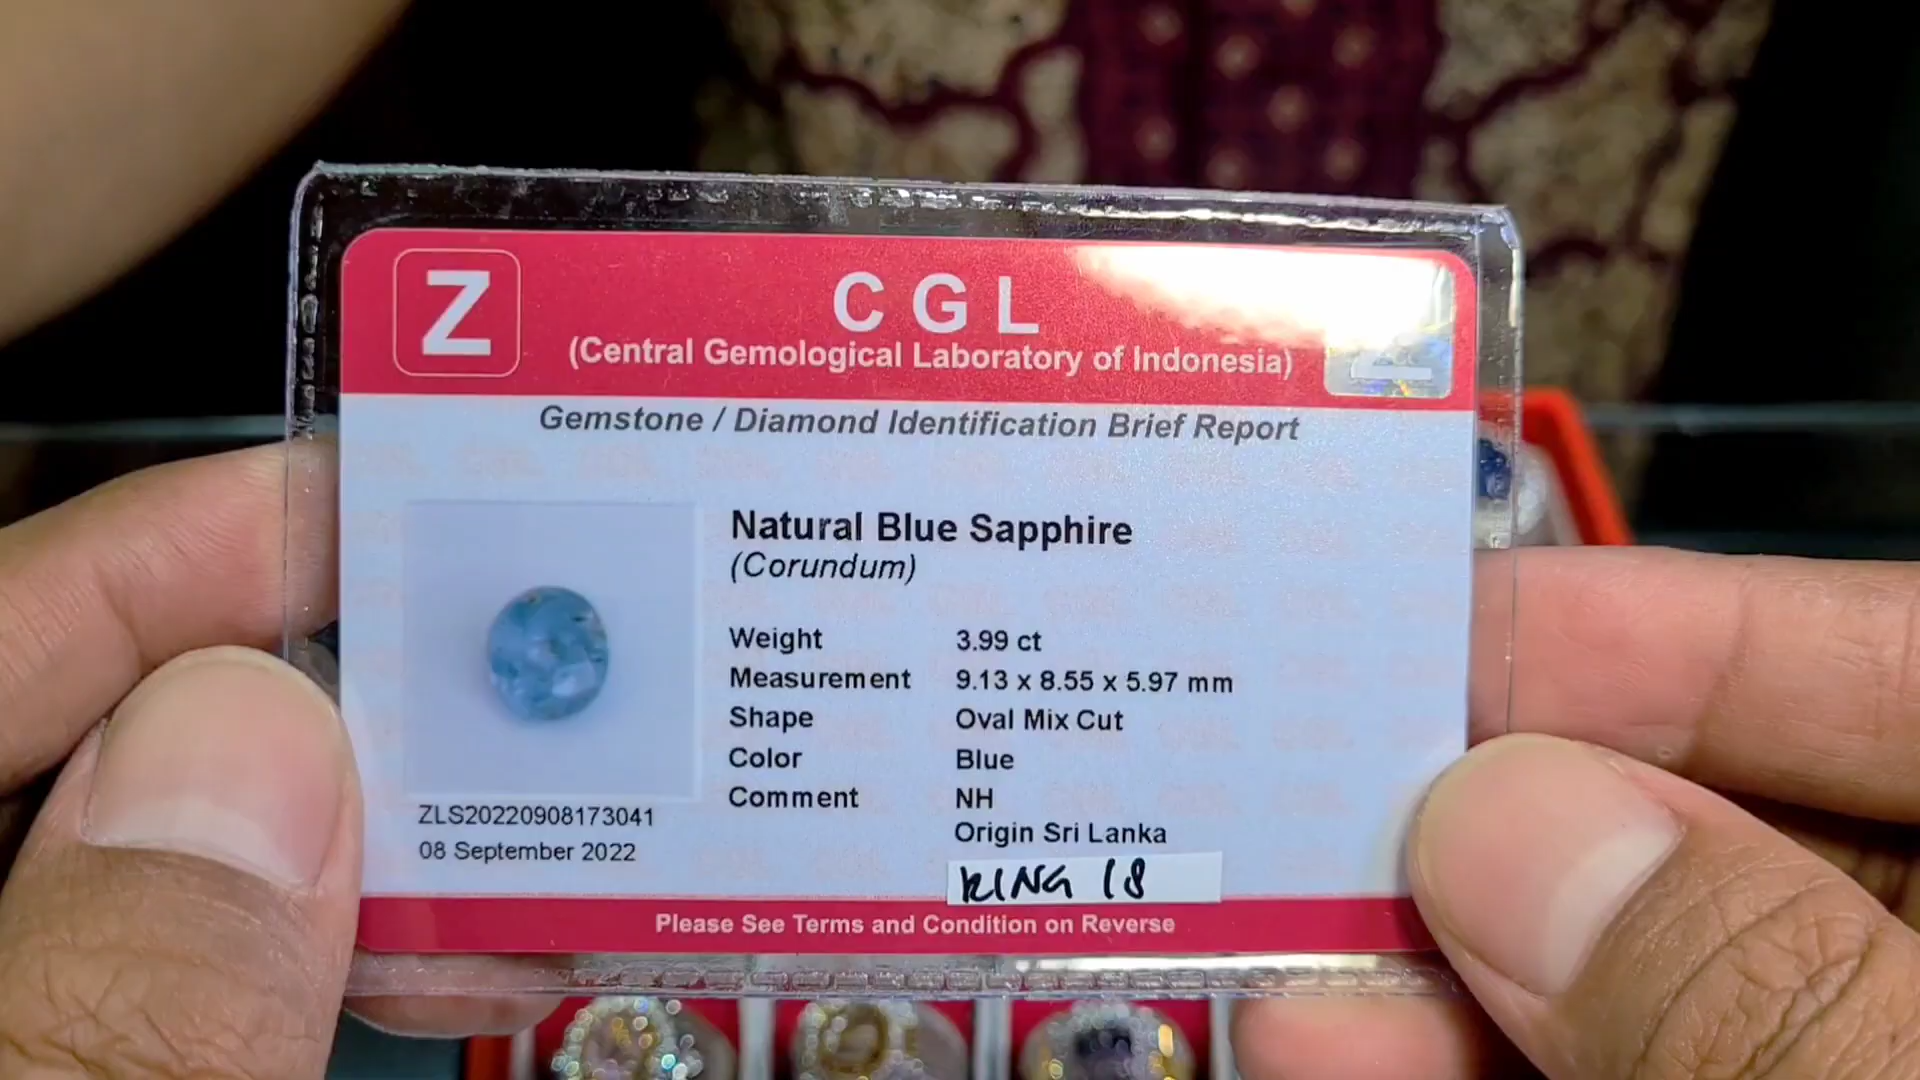 Z
C G L
(Central Gemological Laboratory of Indonesia)
Gemstone / Diamond Identification Brief Report
Natural Blue Sapphire
(Corundum)
Weight 3.99 ct
Measurement 9.13 x 8.55 x 5.97 mm
Shape Oval Mix Cut
Color Blue
Comment NH
Origin Sri Lanka
ZLS20220908173041
08 September 2022
RING 18
Please See Terms and Condition on Reverse